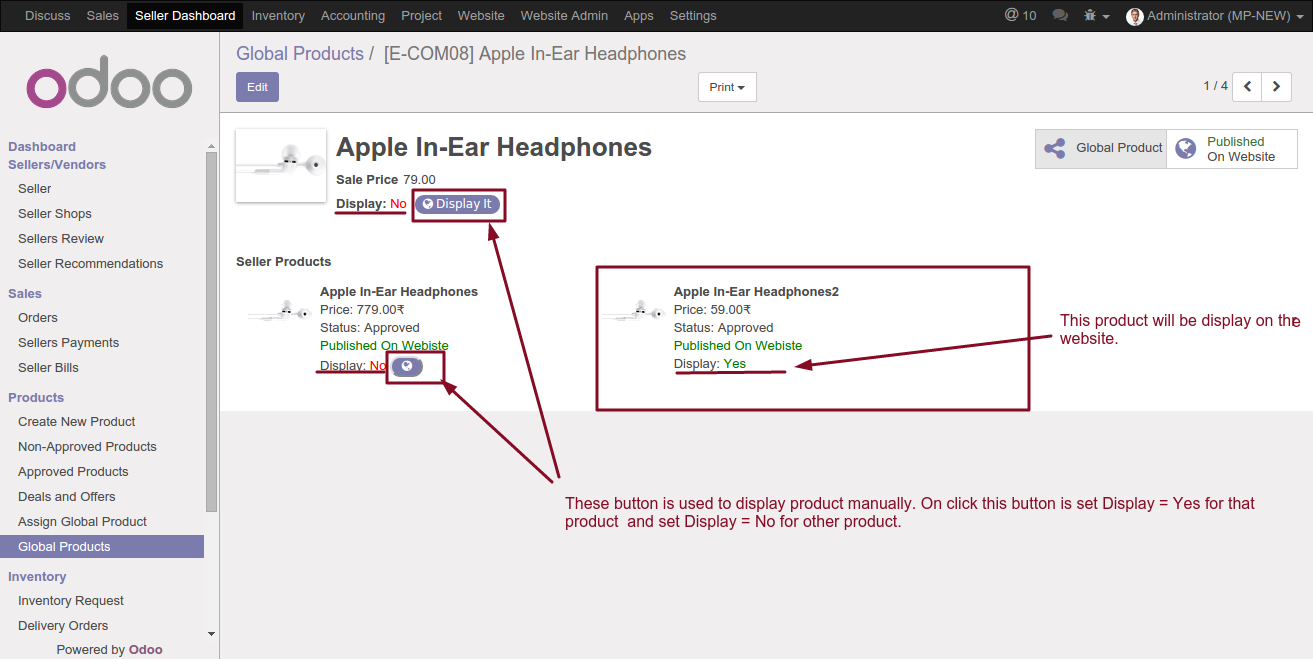 Discuss Sales Seller Dashboard Inventory Accounting Project Website Website Admin Apps Settings @ 10 Administrator (MP-NEW)
odoo
Dashboard
Sellers/Vendors
Seller
Seller Shops
Sellers Review
Seller Recommendations
Sales
Orders
Sellers Payments
Seller Bills
Products
Create New Product
Non-Approved Products
Approved Products
Deals and Offers
Assign Global Product
Global Products
Inventory
Inventory Request
Delivery Orders
Powered by Odoo
Global Products / [E-COM08] Apple In-Ear Headphones
Edit Print 1 / 4
Apple In-Ear Headphones
Sale Price 79.00
Display: No Display It
Global Product
Published
On Website
Seller Products
Apple In-Ear Headphones
Price: 779.00₹
Status: Approved
Published On Webiste
Display: No
Apple In-Ear Headphones2
Price: 59.00₹
Status: Approved
Published On Webiste
Display: Yes
This product will be display on the
website.
These button is used to display product manually. On click this button is set Display = Yes for that
product and set Display = No for other product.